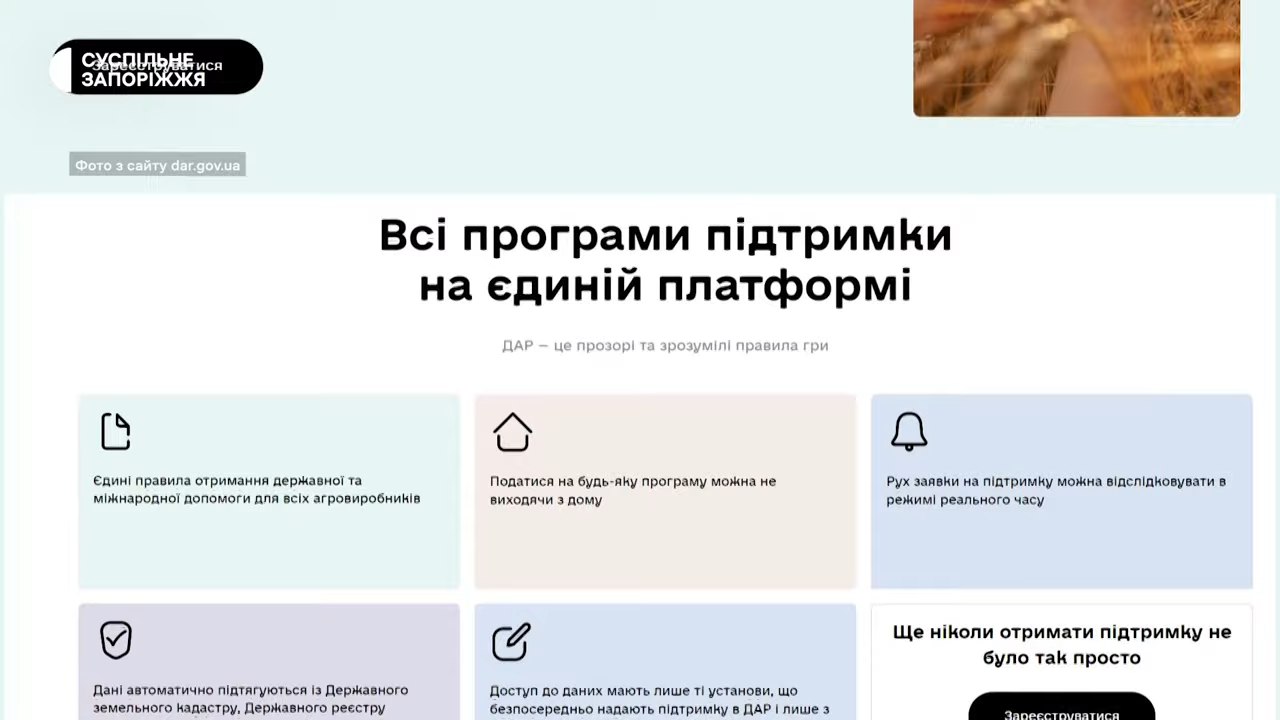 СУСПІЛЬНЕ
ЗАПОРІЖЖЯ
Зареєструватися
Фото з сайту dar.gov.ua
Всі програми підтримки
на єдиній платформі
ДАР — це прозорі та зрозумілі правила гри
Єдині правила отримання державної та
міжнародної допомоги для всіх агровиробників
Податися на будь-яку програму можна не
виходячи з дому
Рух заявки на підтримку можна відслідковувати в
режимі реального часу
Дані автоматично підтягуються із Державного
земельного кадастру, Державного реєстру
Доступ до даних мають лише ті установи, що
безпосередньо надають підтримку в ДАР і лише з
Ще ніколи отримати підтримку не
було так просто
Зареєструватися